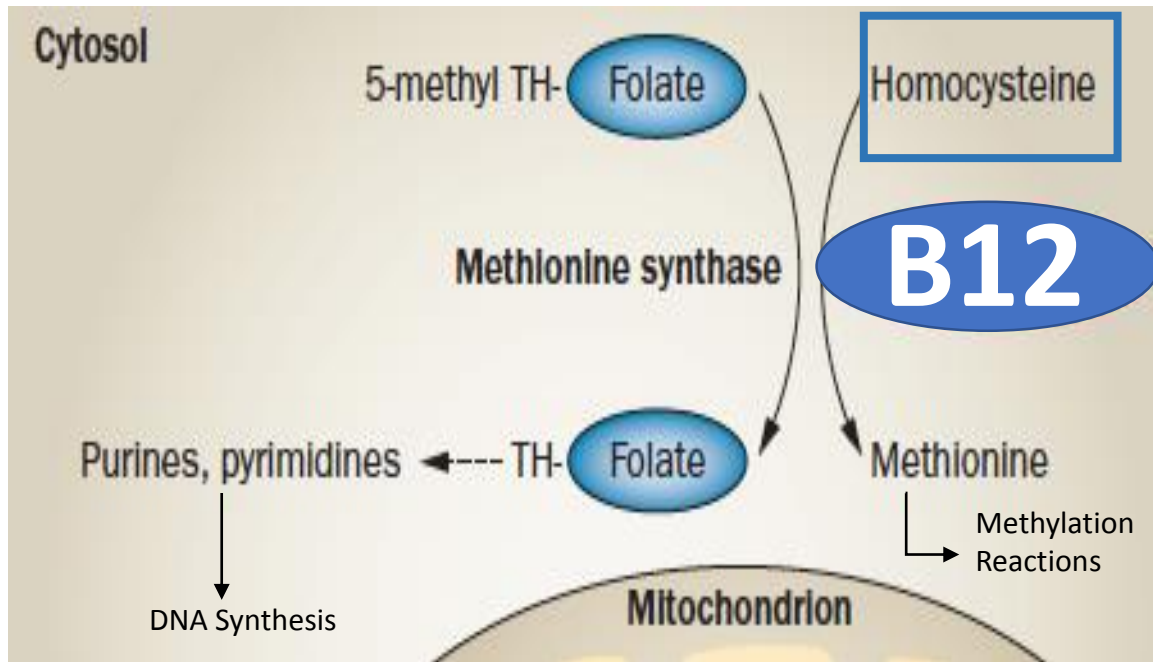 Cytosol
5-methyl TH- Folate
Homocysteine
Methionine synthase
B12
Purines, pyrimidines
TH- Folate
Methionine
Methylation
Reactions
DNA Synthesis
Mitochondrion